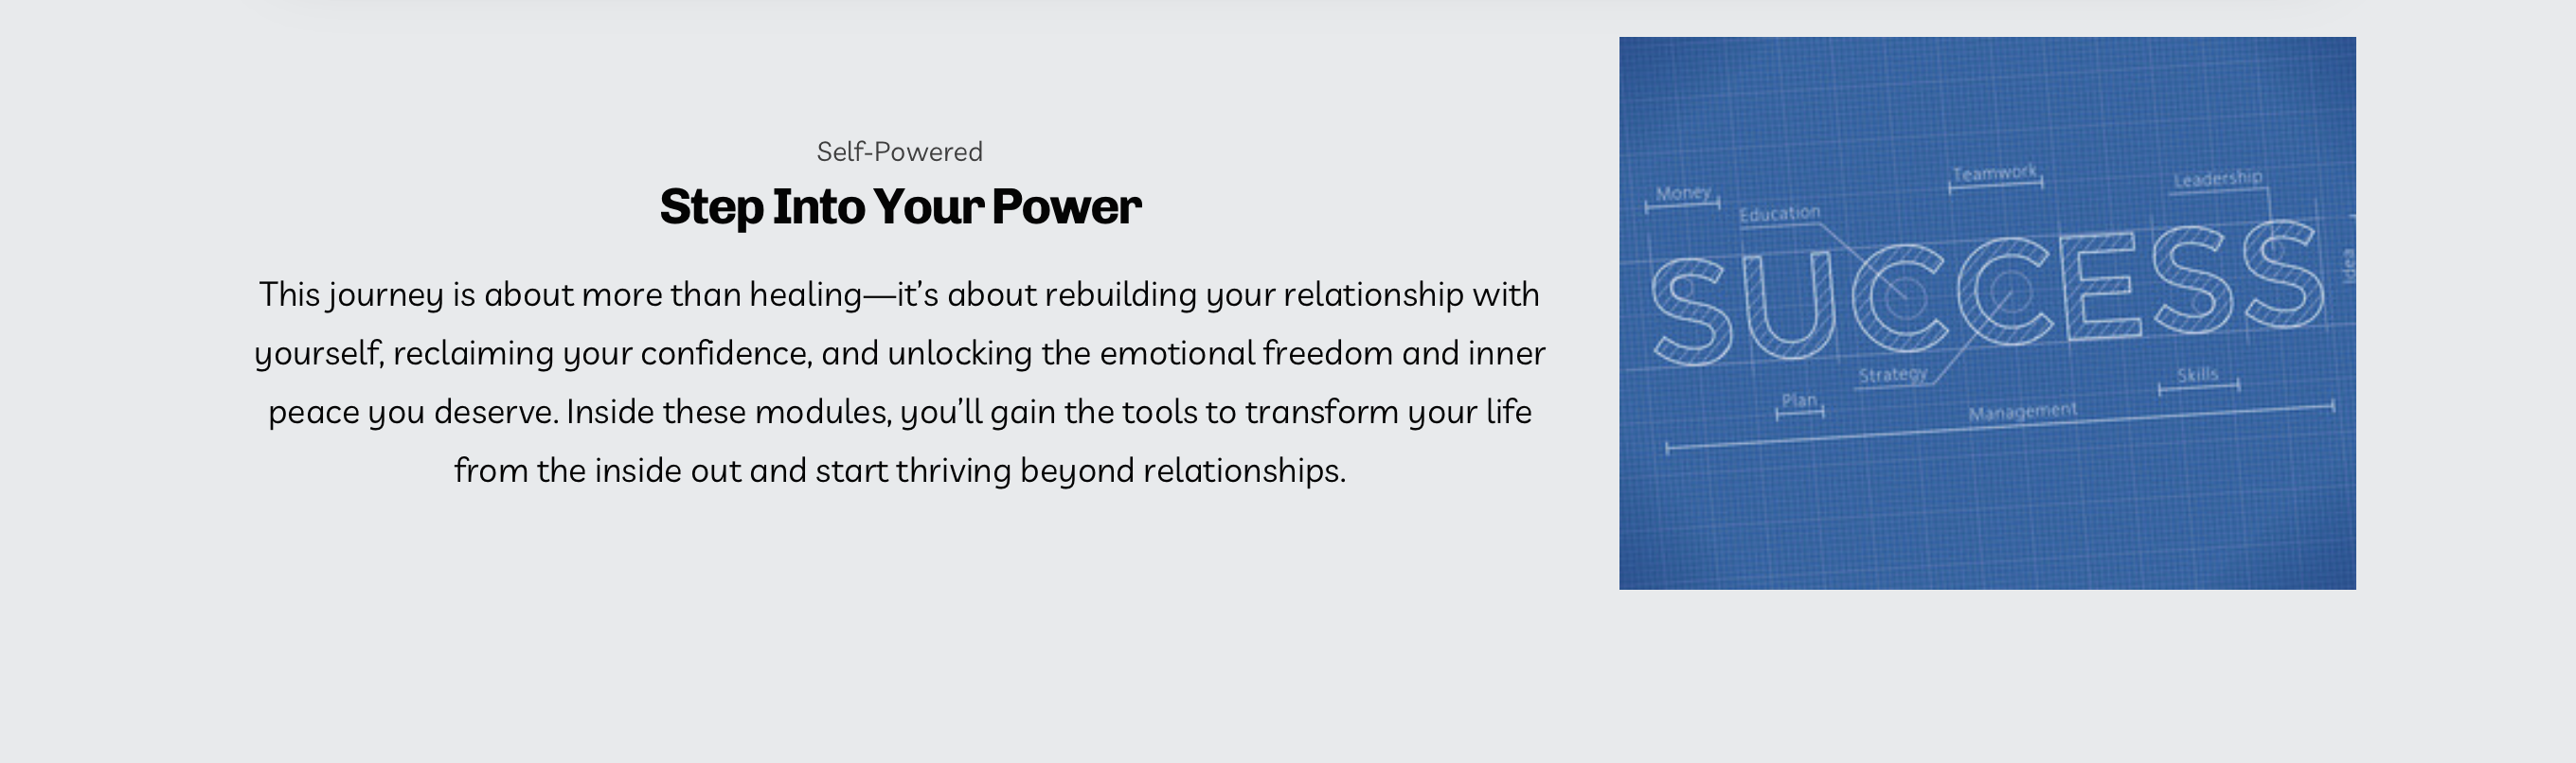 Self-Powered
Step Into Your Power
This journey is about more than healing—it’s about rebuilding your relationship with
yourself, reclaiming your confidence, and unlocking the emotional freedom and inner
peace you deserve. Inside these modules, you’ll gain the tools to transform your life
from the inside out and start thriving beyond relationships.
Money
Education
Teamwork
Leadership
SUCCESS
Idea
Strategy
Plan
Skills
Management